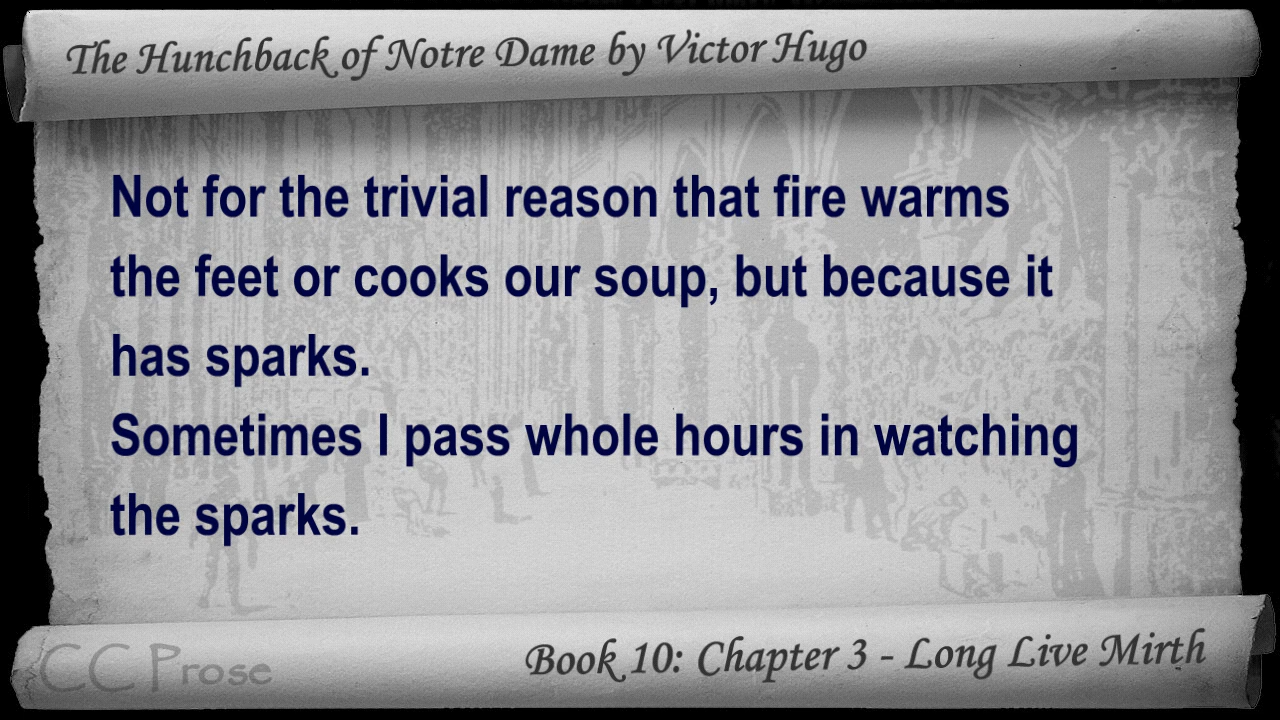 The Hunchback of Notre Dame by Victor Hugo
Not for the trivial reason that fire warms
the feet or cooks our soup, but because it
has sparks.
Sometimes I pass whole hours in watching
the sparks.
CC Prose
Book 10: Chapter 3 - Long Live Mirth